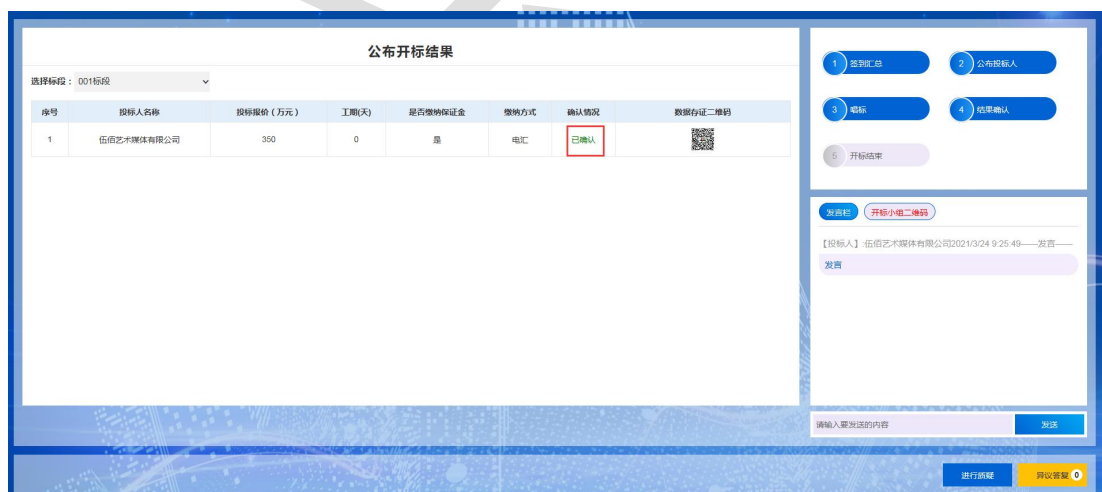 公布开标结果
选择标段： 001标段
序号 投标人名称 投标报价（万元） 工期(天) 是否缴纳保证金 缴纳方式 确认情况 数据存证二维码
1 伍佰艺术媒体有限公司 350 0 是 电汇 已确认
1 签到汇总 2 公布投标人
3 唱标 4 结果确认
5 开标结束
发言栏 开标小组二维码
【投标人】:伍佰艺术媒体有限公司2021/3/24 9:25:49——发言——
发言
请输入要发送的内容 发送
进行质疑 异议答复 0